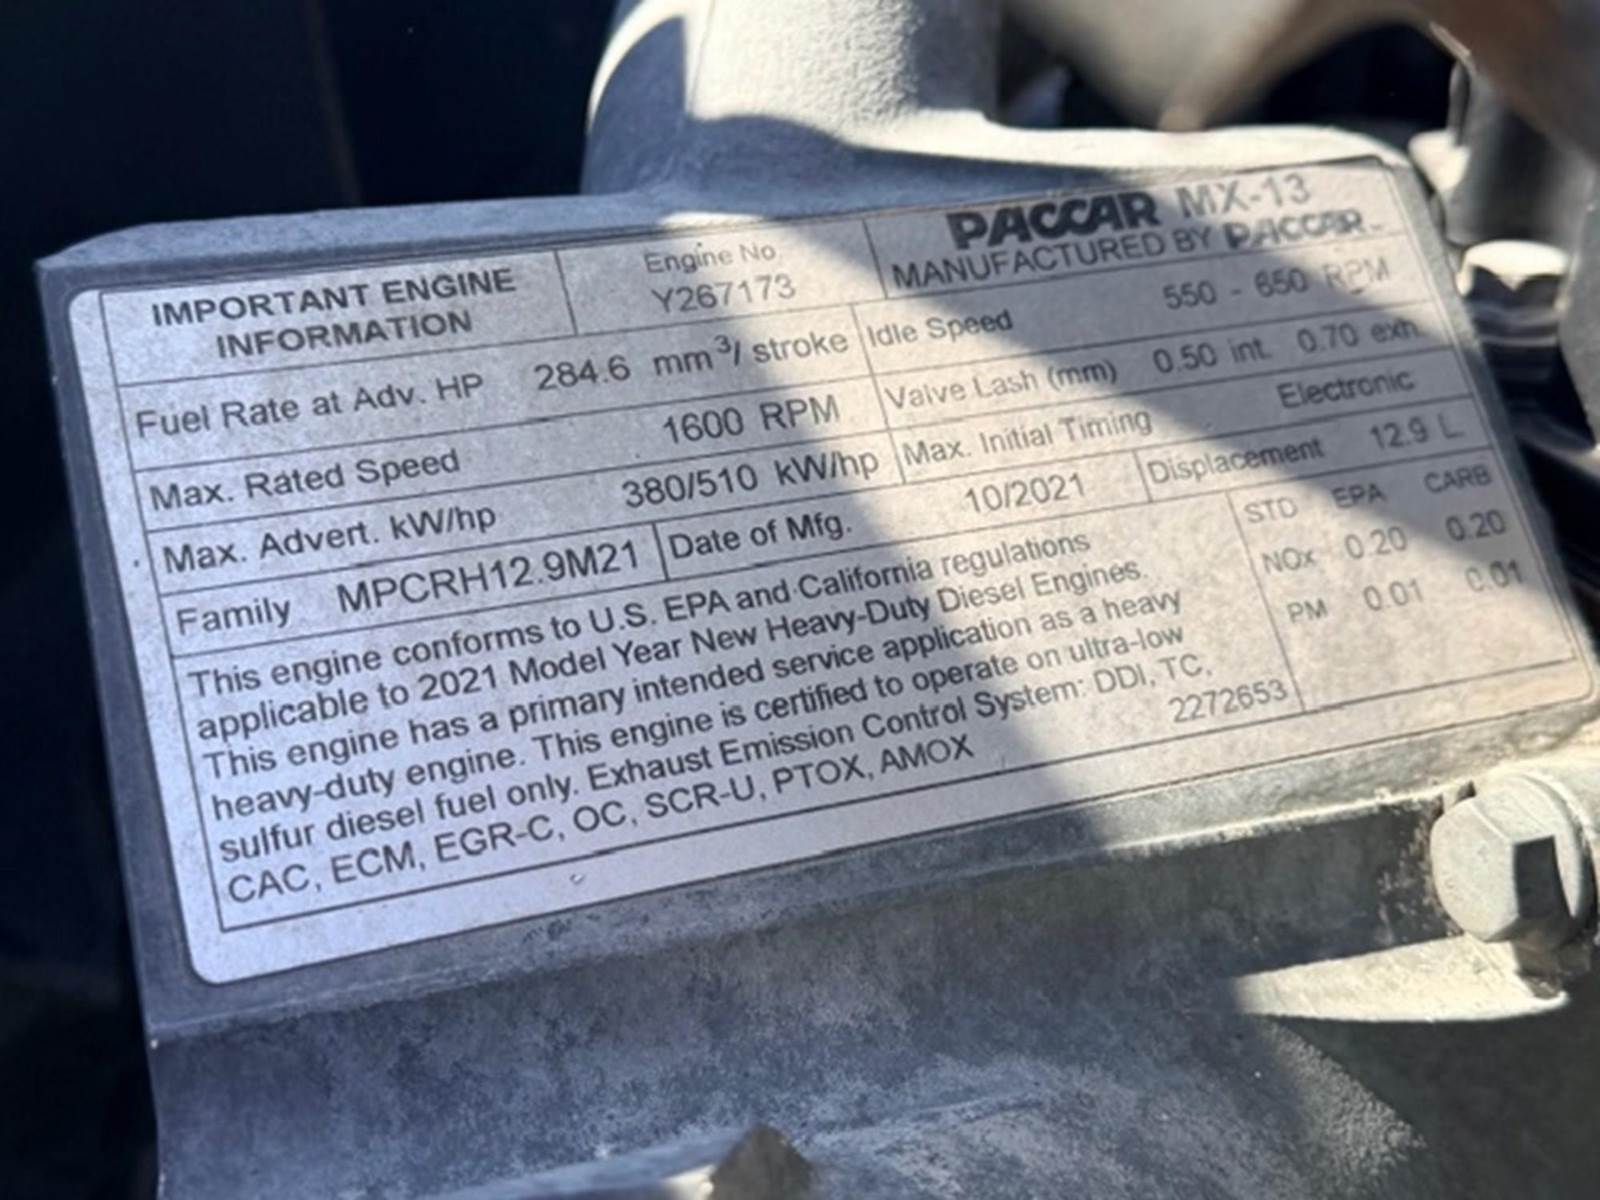 IMPORTANT ENGINE
INFORMATION
Engine No.
Y267173
PACCAR MX-13
MANUFACTURED BY PACCAR
Fuel Rate at Adv. HP 284.6 mm³/ stroke
Idle Speed 550 - 650 RPM
Max. Rated Speed 1600 RPM
Valve Lash (mm) 0.50 int. 0.70 exh.
Max. Advert. kW/hp 380/510 kW/hp
Max. Initial Timing Electronic
Family MPCRH12.9M21
Date of Mfg. 10/2021
Displacement 12.9 L
This engine conforms to U.S. EPA and California regulations
applicable to 2021 Model Year New Heavy-Duty Diesel Engines.
This engine has a primary intended service application as a heavy
heavy-duty engine. This engine is certified to operate on ultra-low
sulfur diesel fuel only. Exhaust Emission Control System: DDI, TC,
CAC, ECM, EGR-C, OC, SCR-U, PTOX, AMOX
2272653
STD EPA CARB
NOx 0.20 0.20
PM 0.01 0.01